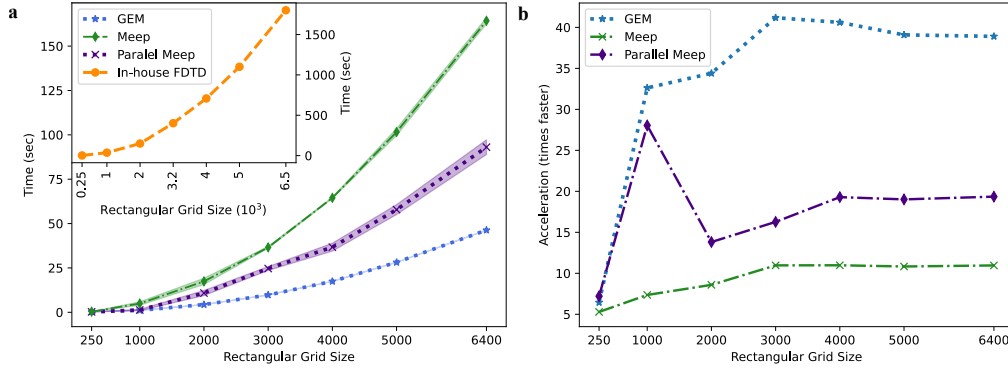 a
GEM
Meep
Paralel Meep
In-house FDTD
175
150
125
100
75
50
25
0
Time (sec)
1500
1000
500
0
Time (sec)
0.25
1
2
3.2
4
5
6.5
Rectangular Grid Size (10³)
250
1000
2000
3000
4000
5000
6400
Rectangular Grid Size
b
GEM
Meep
Parallel Meep
40
35
30
25
20
15
10
5
Acceleration (times faster)
250
1000
2000
3000
4000
5000
6400
Rectangular Grid Size